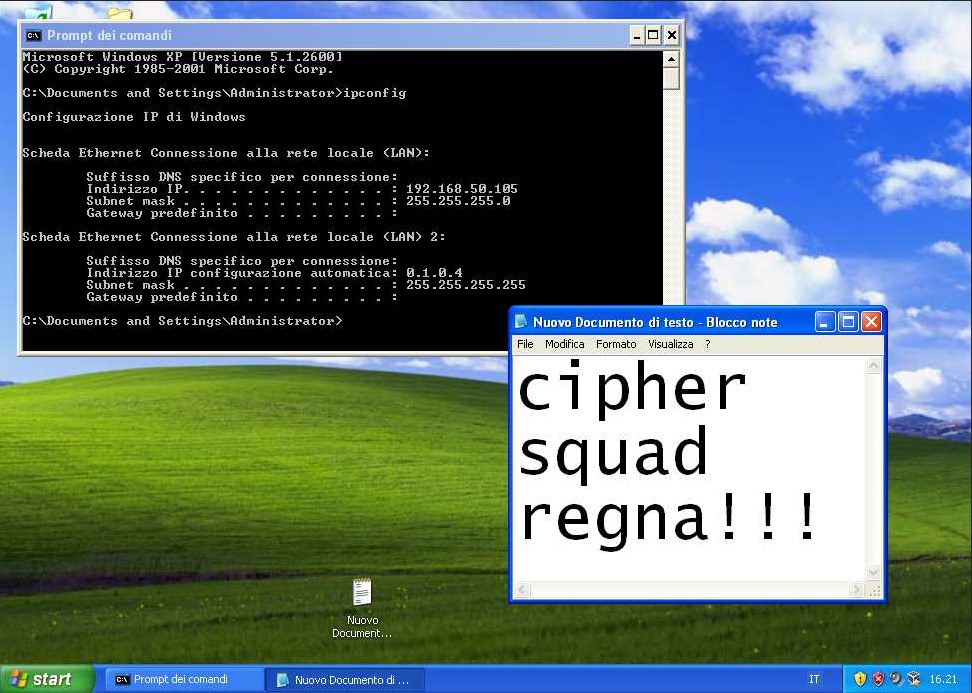 Prompt dei comandi
Microsoft Windows XP [Versione 5.1.2600]
(C) Copyright 1985-2001 Microsoft Corp.
C:\Documents and Settings\Administrator>ipconfig
Configurazione IP di Windows
Scheda Ethernet Connessione alla rete locale (LAN):
Suffisso DNS specifico per connessione:
Indirizzo IP. . . . . . . . . . . . . : 192.168.50.105
Subnet mask . . . . . . . . . . . . . : 255.255.255.0
Gateway predefinito . . . . . . . . . :
Scheda Ethernet Connessione alla rete locale (LAN) 2:
Suffisso DNS specifico per connessione:
Indirizzo IP configurazione automatica: 0.1.0.4
Subnet mask . . . . . . . . . . . . . : 255.255.255.255
Gateway predefinito . . . . . . . . . :
C:\Documents and Settings\Administrator>
Nuovo Documento di testo - Blocco note
File Modifica Formato Visualizza ?
cipher
squad
regna!!!
Nuovo
Document...
start Prompt dei comandi Nuovo Documento di ... IT 16.21